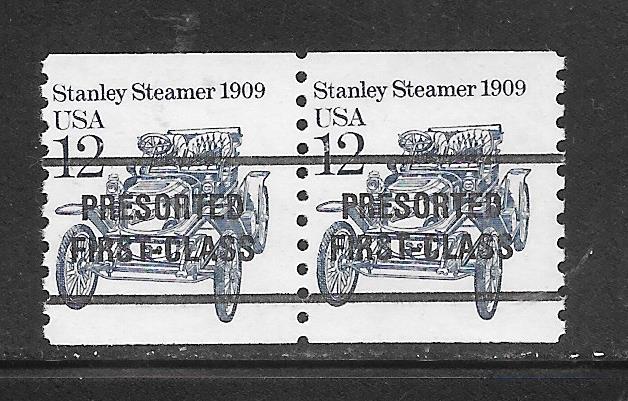 Stanley Steamer 1909
USA
12
PRESORTED
FIRST-CLASS
Stanley Steamer 1909
USA
12
PRESORTED
FIRST-CLASS